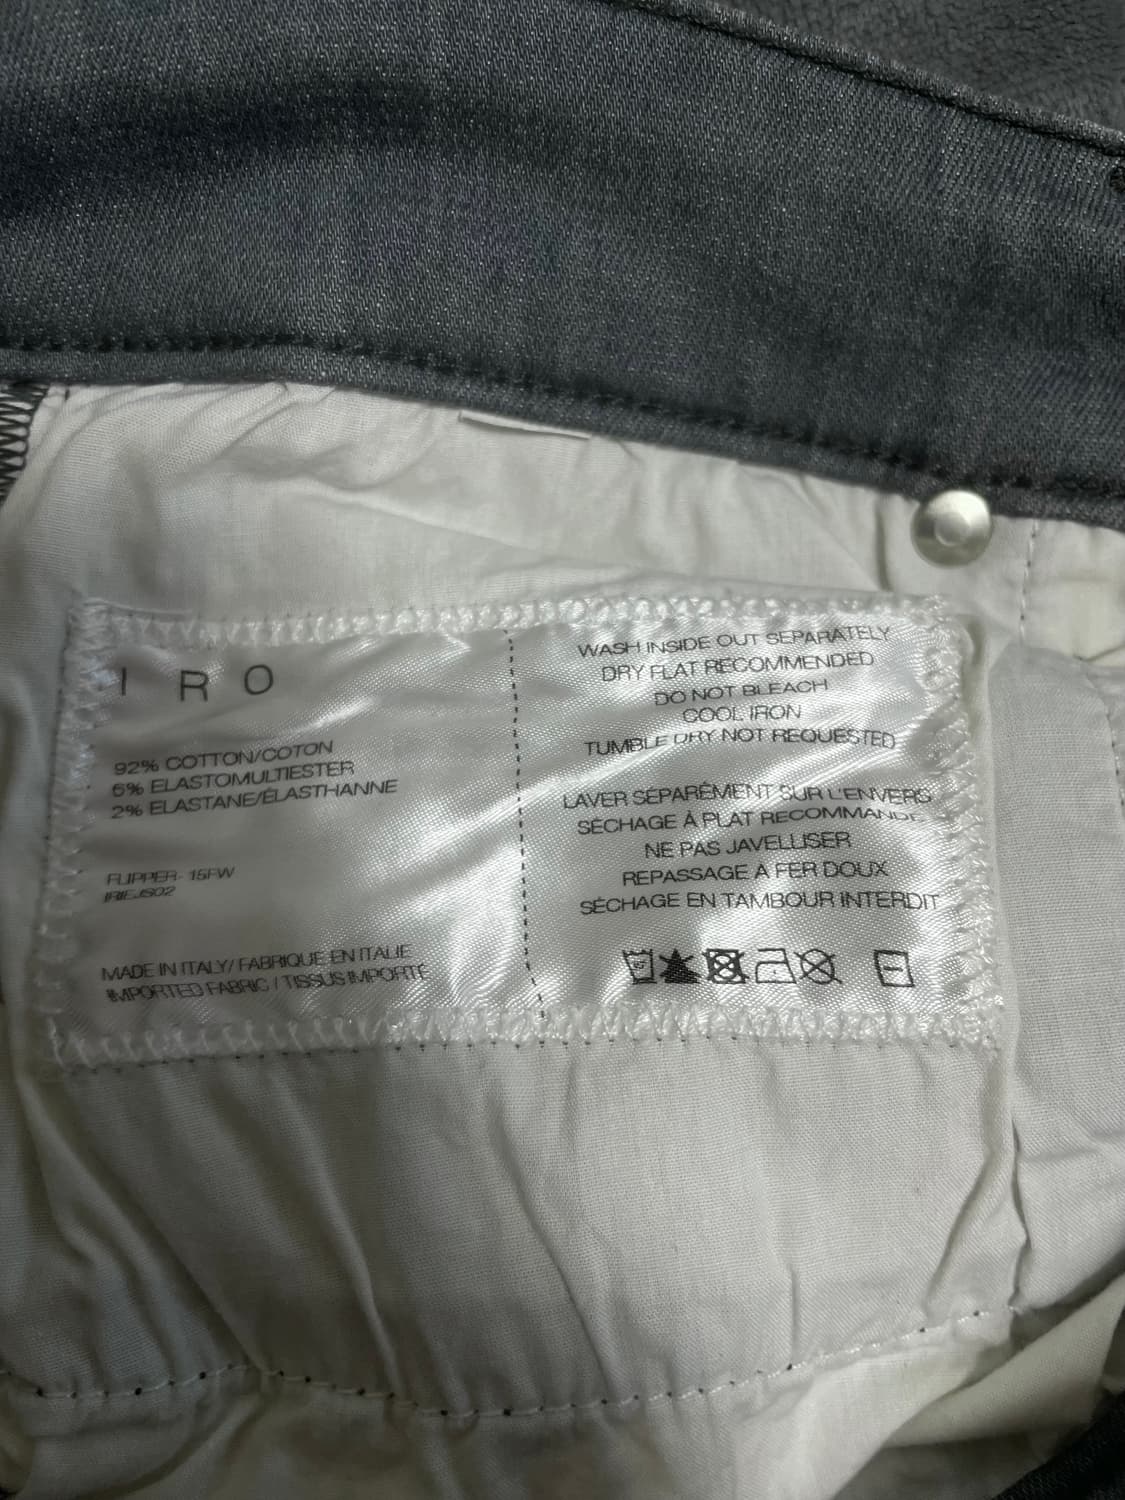 I R O
92% COTTON/COTON
6% ELASTOMULTIESTER
2% ELASTANE/ÉLASTHANNE
FLIPPER- 15FW
IRIEJS02
MADE IN ITALY/ FABRIQUE EN ITALIE
IMPORTED FABRIC / TISSUS IMPORTÉ
WASH INSIDE OUT SEPARATELY
DRY FLAT RECOMMENDED
DO NOT BLEACH
COOL IRON
TUMBLE DRY NOT REQUESTED
LAVER SÉPARÉMENT SUR L'ENVERS
SÉCHAGE À PLAT RECOMMANDÉ
NE PAS JAVELLISER
REPASSAGE À FER DOUX
SÉCHAGE EN TAMBOUR INTERDIT